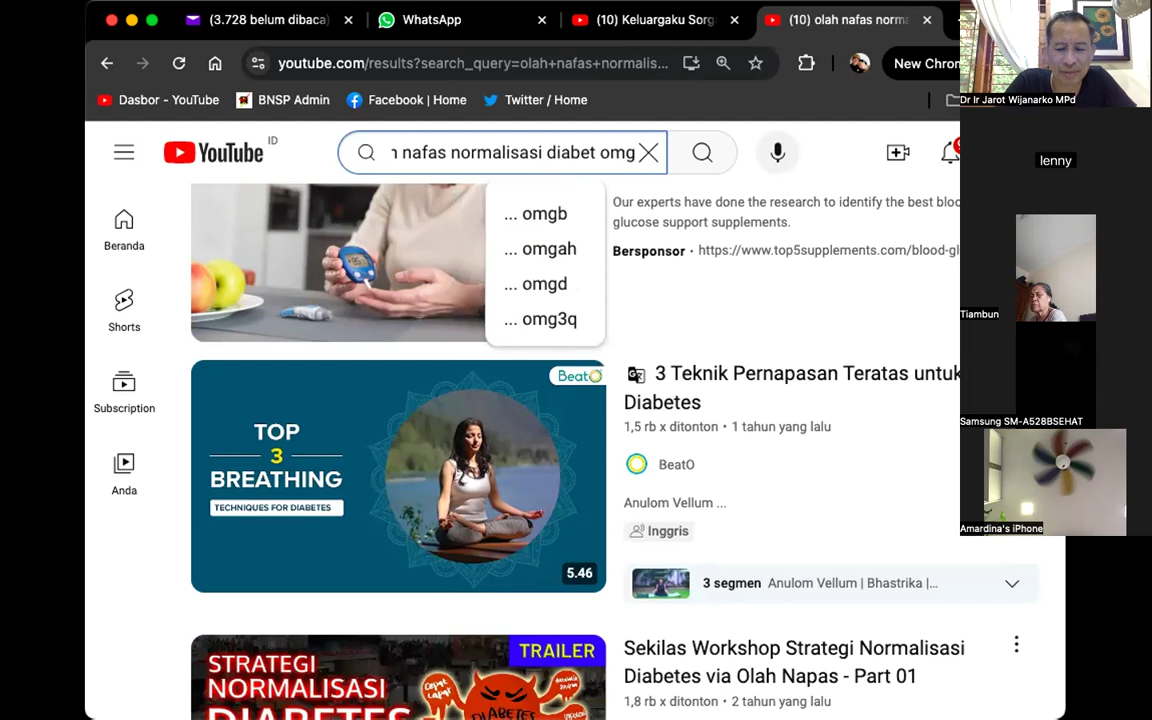 (3.728 belum dibaca)
WhatsApp
(10) Keluargaku Sorg
(10) olah nafas norma
youtube.com/results?search_query=olah+nafas+normalis...
New Chrom
Dasbor - YouTube
BNSP Admin
Facebook | Home
Twitter / Home
YouTube ID
n nafas normalisasi diabet omg
... omgb
... omgah
... omgd
... omg3q
Beranda
Shorts
Subscription
Anda
Our experts have done the research to identify the best bloo
glucose support supplements.
Bersponsor · https://www.top5supplements.com/blood-gl
BeatO
TOP
3
BREATHING
TECHNIQUES FOR DIABETES
5.46
3 Teknik Pernapasan Teratas untuk
Diabetes
1,5 rb x ditonton • 1 tahun yang lalu
BeatO
Anulom Vellum ...
Inggris
3 segmen Anulom Vellum | Bhastrika |...
TRAILER
STRATEGI
NORMALISASI
DIABETES
Cepat
Lapar
DIABETES
Sekilas Workshop Strategi Normalisasi
Diabetes via Olah Napas - Part 01
1,8 rb x ditonton • 2 tahun yang lalu
Dr Ir Jarot Wijanarko MPd
lenny
Tiambun
Samsung SM-A528BSEHAT
Amardina's iPhone